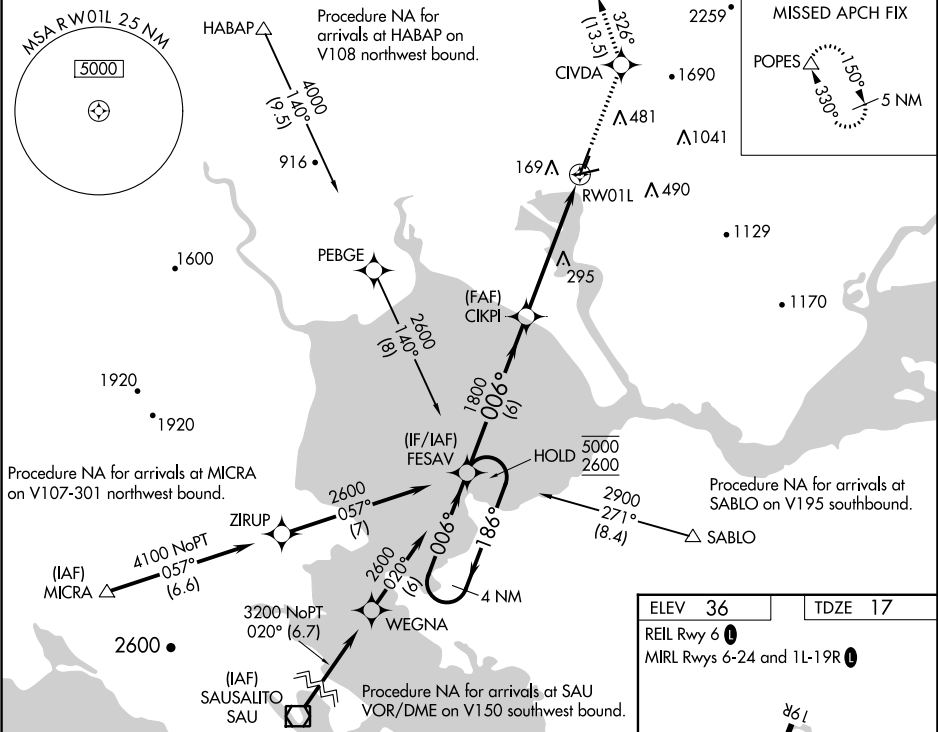 MSA RW01L 25 NM
5000
HABAP
Procedure NA for
arrivals at HABAP on
V108 northwest bound.
4000
140°
(9.5)
916
326°
(13.5)
CIVDA
2259
1690
481
1041
169
RW01L
490
MISSED APCH FIX
POPES
150°
330°
5 NM
1129
1170
295
1600
PEBGE
2600
140°
(8)
(FAF)
CIKPI
1800
006°
(6)
1920
1920
(IF/IAF)
FESAV
HOLD
5000
2600
Procedure NA for arrivals at MICRA
on V107-301 northwest bound.
Procedure NA for arrivals at
SABLO on V195 southbound.
2900
271°
(8.4)
SABLO
ZIRUP
2600
057°
(7)
4100 NoPT
057°
(6.6)
(IAF)
MICRA
006°
186°
4 NM
2600
020°
(6)
WEGNA
3200 NoPT
020° (6.7)
2600
(IAF)
SAUSALITO
SAU
Procedure NA for arrivals at SAU
VOR/DME on V150 southwest bound.
ELEV 36
TDZE 17
REIL Rwy 6 L
MIRL Rwys 6-24 and 1L-19R L
19R